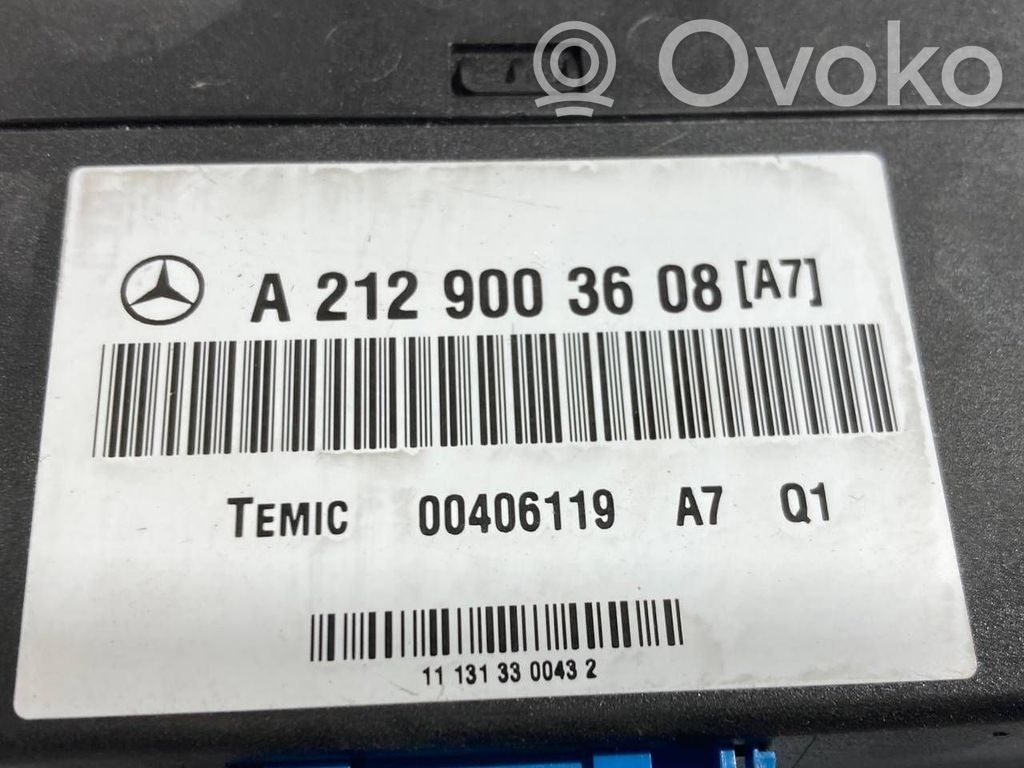 Ovoko
A 212 900 36 08 [A7]
TEMIC 00406119 A7 Q1
11 131 33 0043 2